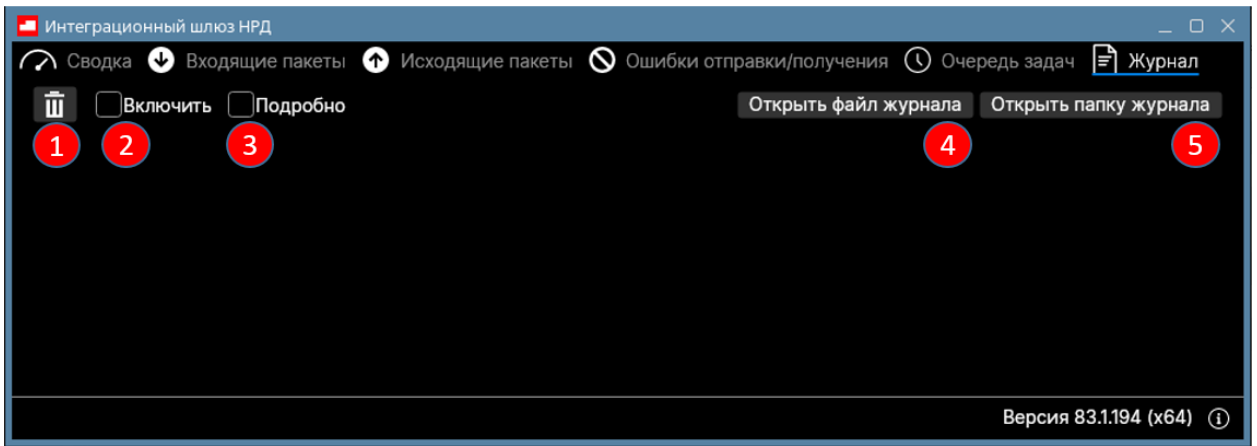 Интеграционный шлюз НРД
Сводка Входящие пакеты Исходящие пакеты Ошибки отправки/получения Очередь задач Журнал
Включить Подробно Открыть файл журнала Открыть папку журнала
1 2 3 4 5
Версия 83.1.194 (x64)